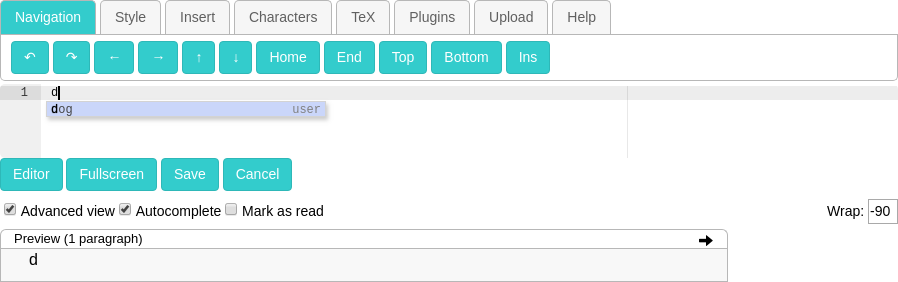 Navigation Style Insert Characters TeX Plugins Upload Help
↶ ↷ ← → ↑ ↓ Home End Top Bottom Ins
1 d
dog user
Editor Fullscreen Save Cancel
Advanced view Autocomplete Mark as read Wrap: -90
Preview (1 paragraph)
d